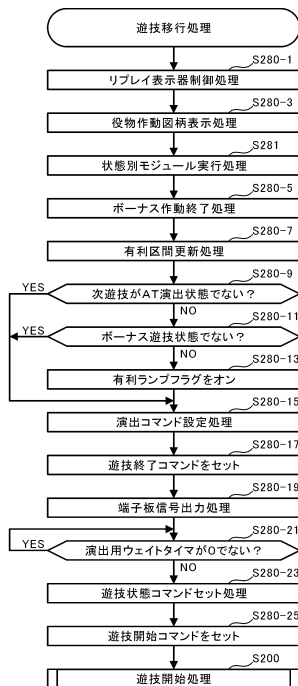 遊技移行処理
S280-1
リプレイ表示器制御処理
S280-3
役物作動図柄表示処理
S281
状態別モジュール実行処理
S280-5
ボーナス作動終了処理
S280-7
有利区間更新処理
S280-9
YES
次遊技がAT演出状態でない?
NO
S280-11
YES
ボーナス遊技状態でない?
NO
S280-13
有利ランプフラグをオン
S280-15
演出コマンド設定処理
S280-17
遊技終了コマンドをセット
S280-19
端子板信号出力処理
S280-21
YES
演出用ウェイトタイマが0でない?
NO
S280-23
遊技状態コマンドセット処理
S280-25
遊技開始コマンドをセット
S200
遊技開始処理